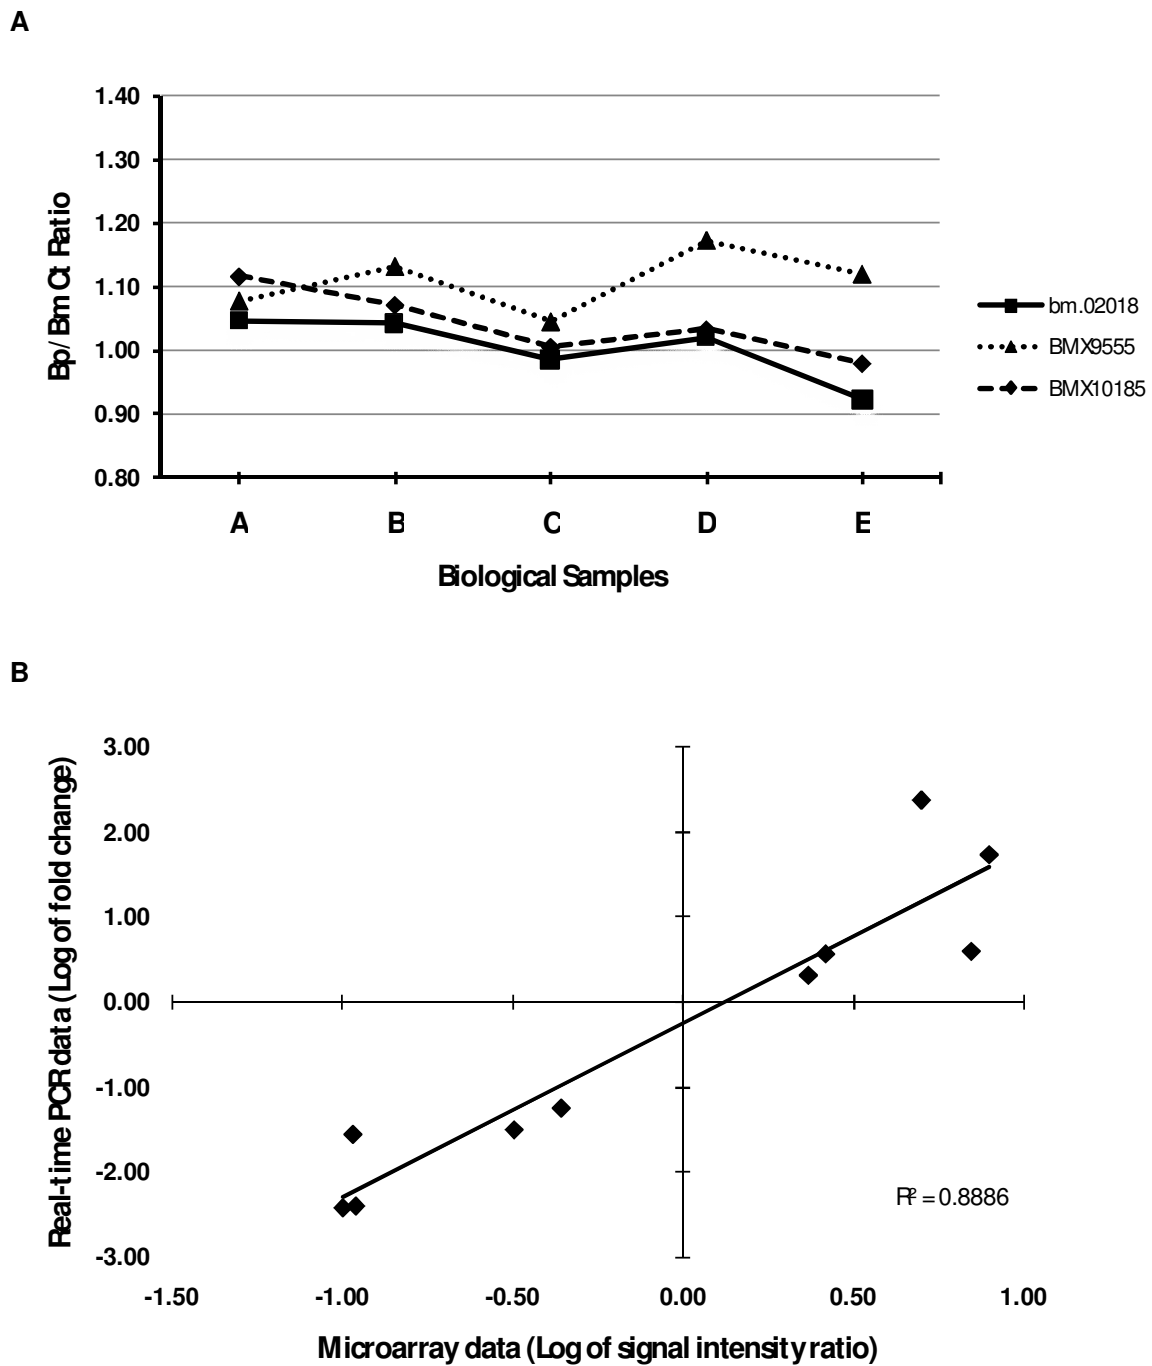 A
1.40
1.30
1.20
1.10
1.00
0.90
0.80
Bp/Bm Ct Ratio
A B C D E
Biological Samples
bm.02018
BMX9555
BMX10185
B
3.00
2.00
1.00
0.00
-1.00
-2.00
-3.00
Real-time PCR data (Log of fold change)
R² = 0.8886
-1.50 -1.00 -0.50 0.00 0.50 1.00
Microarray data (Log of signal intensity ratio)